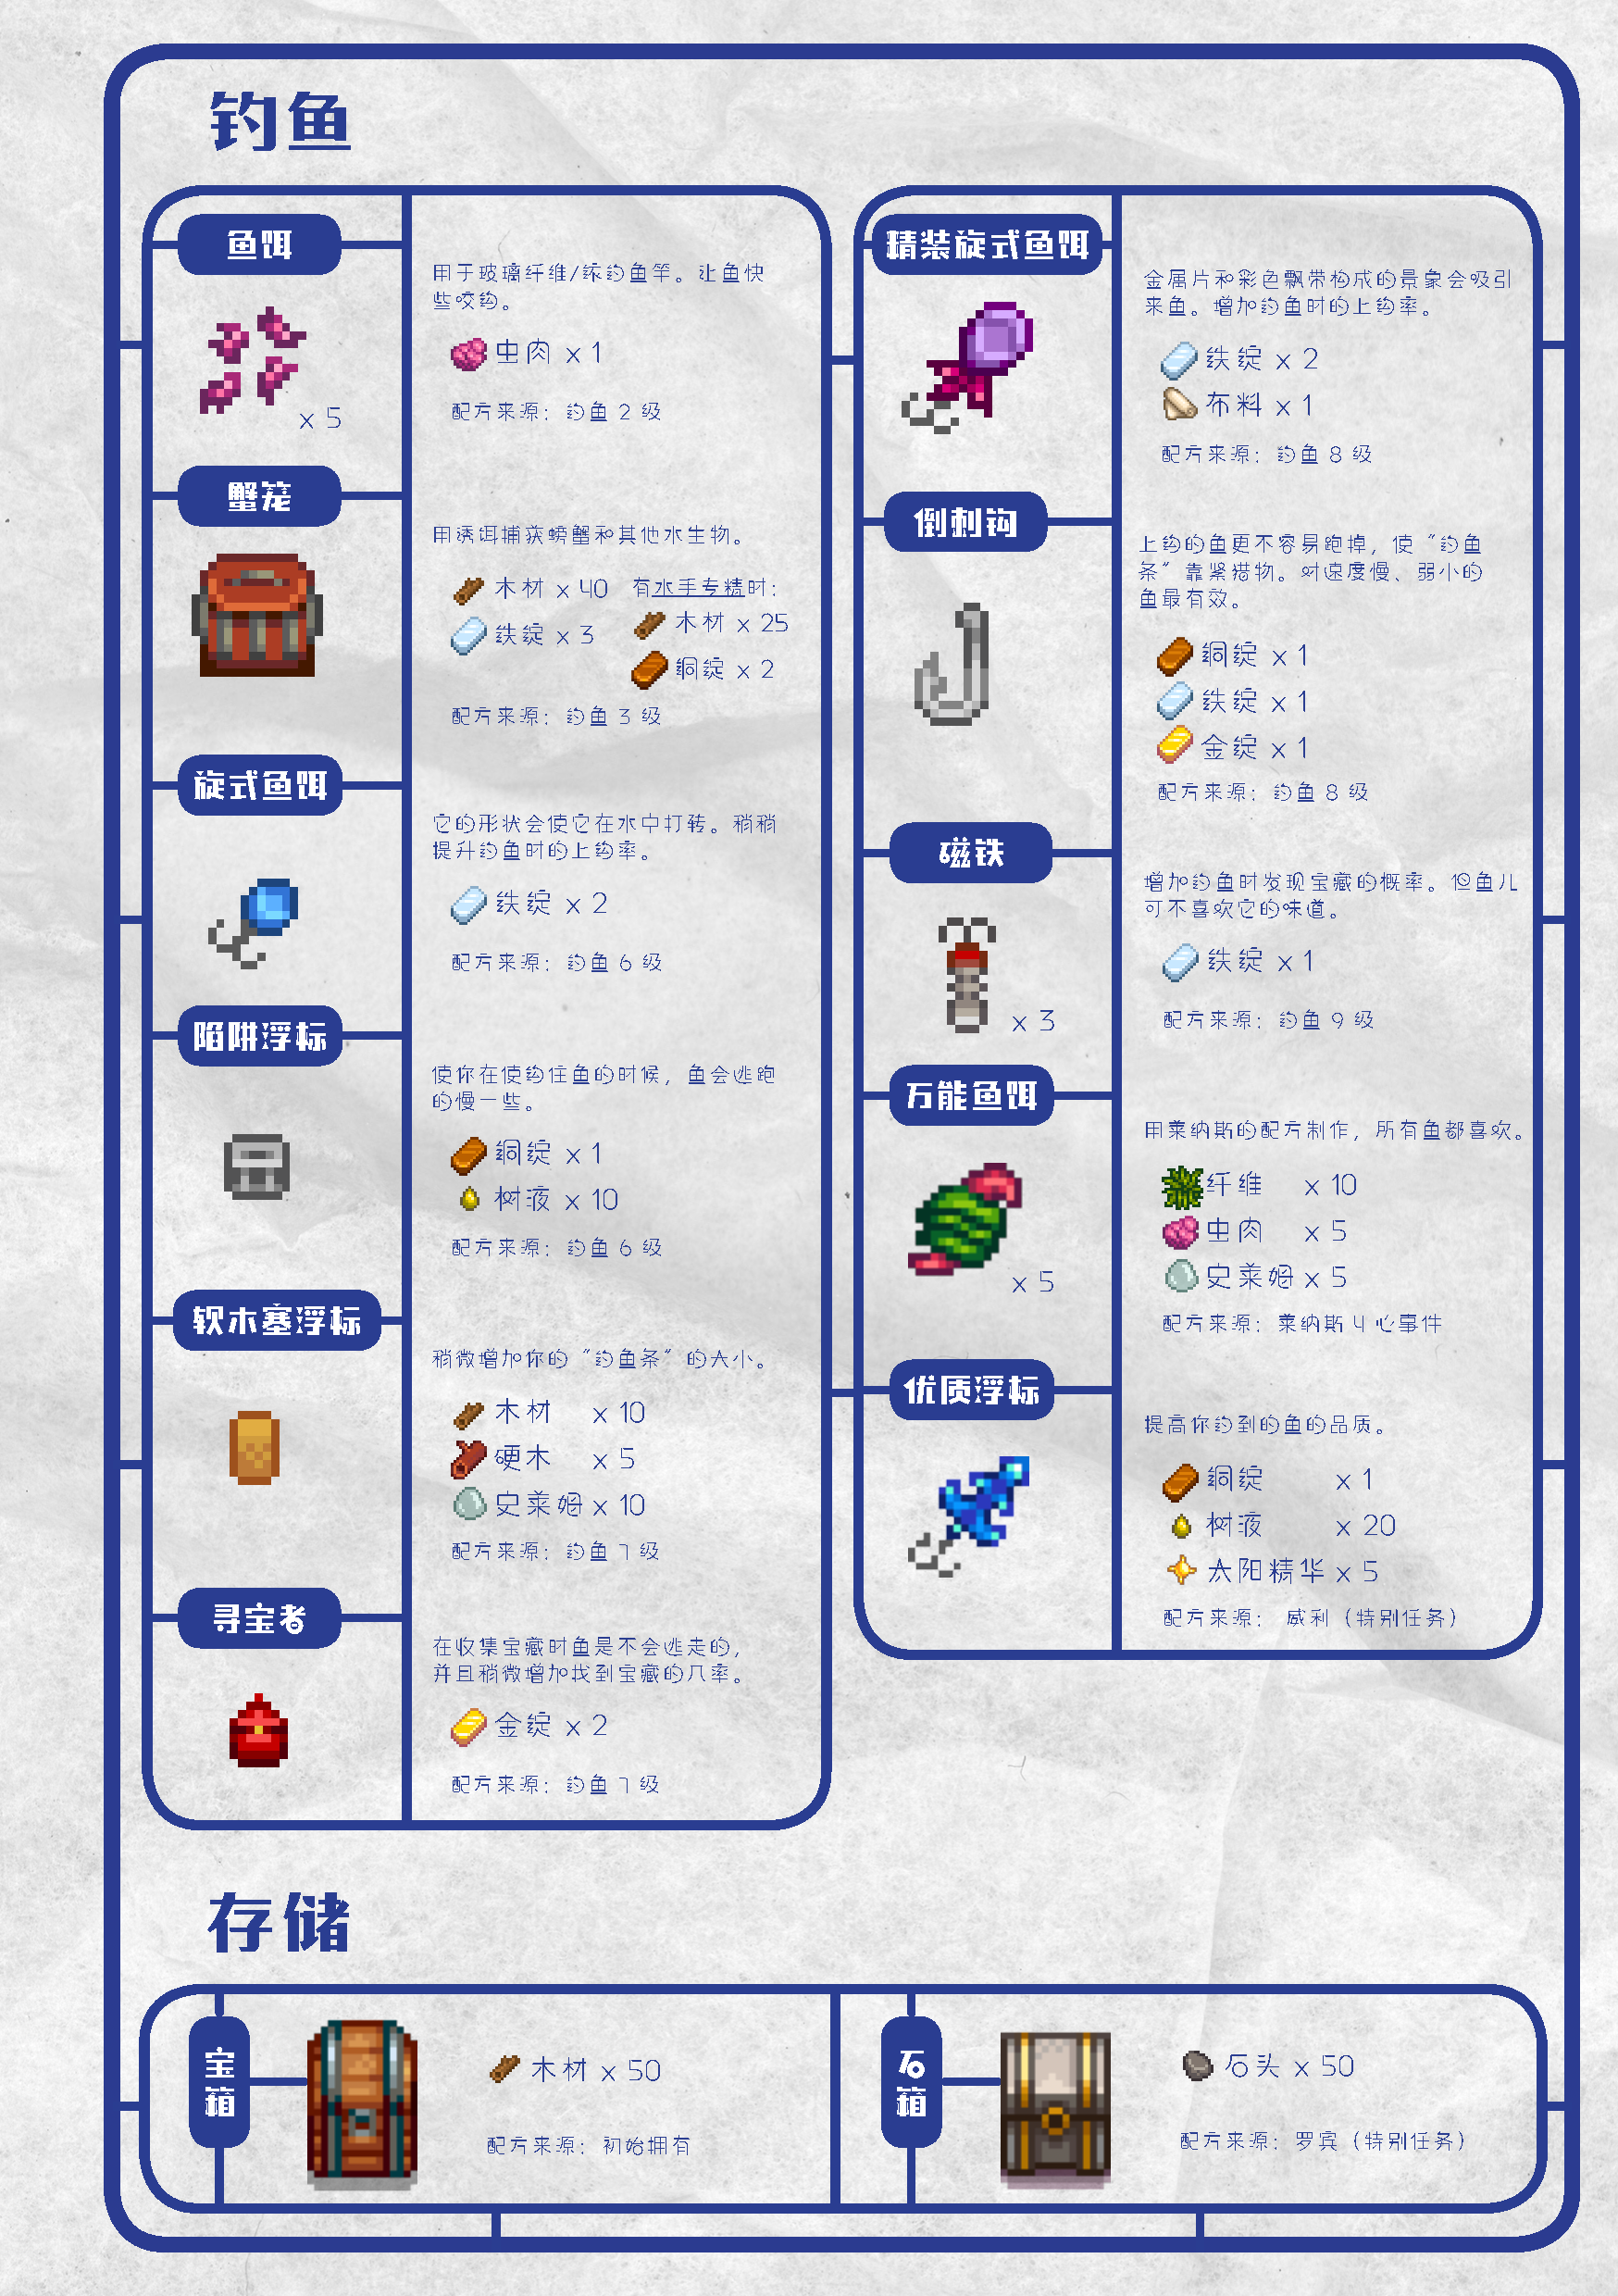 钓鱼
鱼饵
用于玻璃纤维/铱钓鱼竿。让鱼快
些咬钩。
虫肉 x 1
x 5
配方来源：钓鱼 2 级
蟹笼
用诱饵捕获螃蟹和其他水生物。
木材 x 40 有水手专精时：
铁锭 x 3
木材 x 25
铜锭 x 2
配方来源：钓鱼 3 级
旋式鱼饵
它的形状会使它在水中打转。稍稍
提升钓鱼时的上钩率。
铁锭 x 2
配方来源：钓鱼 6 级
陷阱浮标
使你在使钩住鱼的时候，鱼会逃跑
的慢一些。
铜锭 x 1
树液 x 10
配方来源：钓鱼 6 级
软木塞浮标
稍微增加你的“钓鱼条”的大小。
木材 x 10
硬木 x 5
史莱姆 x 10
配方来源：钓鱼 7 级
寻宝者
在收集宝藏时鱼是不会逃走的，
并且稍微增加找到宝藏的几率。
金锭 x 2
配方来源：钓鱼 7 级
精装旋式鱼饵
金属片和彩色飘带构成的景象会吸引
来鱼。增加钓鱼时的上钩率。
铁锭 x 2
布料 x 1
配方来源：钓鱼 8 级
倒刺钩
上钩的鱼更不容易跑掉，使“钓鱼
条”靠紧猎物。对速度慢、弱小的
鱼最有效。
铜锭 x 1
铁锭 x 1
金锭 x 1
配方来源：钓鱼 8 级
磁铁
增加钓鱼时发现宝藏的概率。但鱼儿
可不喜欢它的味道。
铁锭 x 1
x 3
配方来源：钓鱼 9 级
万能鱼饵
用莱纳斯的配方制作，所有鱼都喜欢。
纤维 x 10
虫肉 x 5
史莱姆 x 5
x 5
配方来源：莱纳斯 4 心事件
优质浮标
提高你钓到的鱼的品质。
铜锭 x 1
树液 x 20
太阳精华 x 5
配方来源： 威利（特别任务）
存储
宝箱
木材 x 50
配方来源：初始拥有
石箱
石头 x 50
配方来源：罗宾（特别任务）